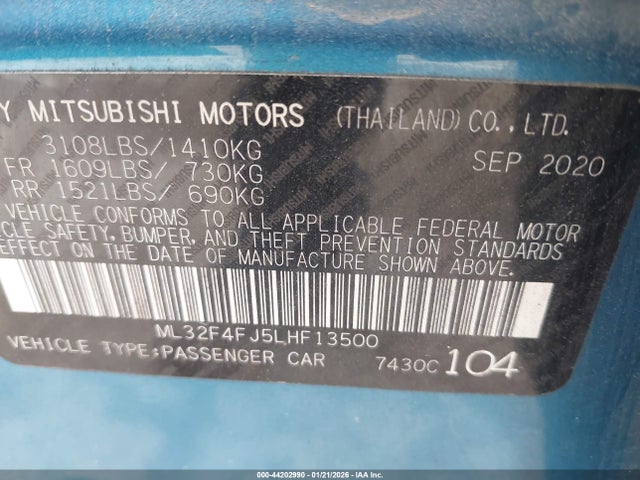 Y MITSUBISHI MOTORS (THAILAND) CO., LTD.
3108LBS/1410KG SEP 2020
FR 1609LBS/ 730KG
RR 1521LBS/ 690KG
VEHICLE CONFORMS TO ALL APPLICABLE FEDERAL MOTOR
CLE SAFETY, BUMPER, AND THEFT PREVENTION STANDARDS
EFFECT ON THE DATE OF MANUFACTURE SHOWN ABOVE.
ML32F4FJ5LHF13500
VEHICLE TYPE:PASSENGER CAR 7430C 104
000-44202990 - 01/21/2026 - IAA Corp.